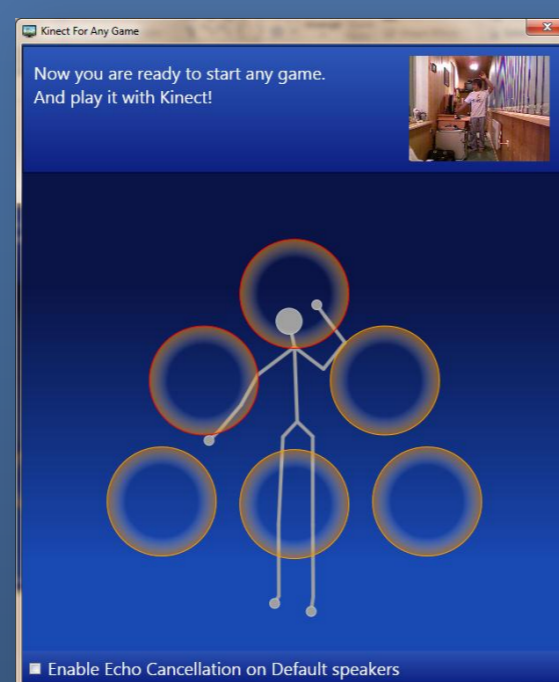 Kinect For Any Game
Now you are ready to start any game.
And play it with Kinect!
Enable Echo Cancellation on Default speakers